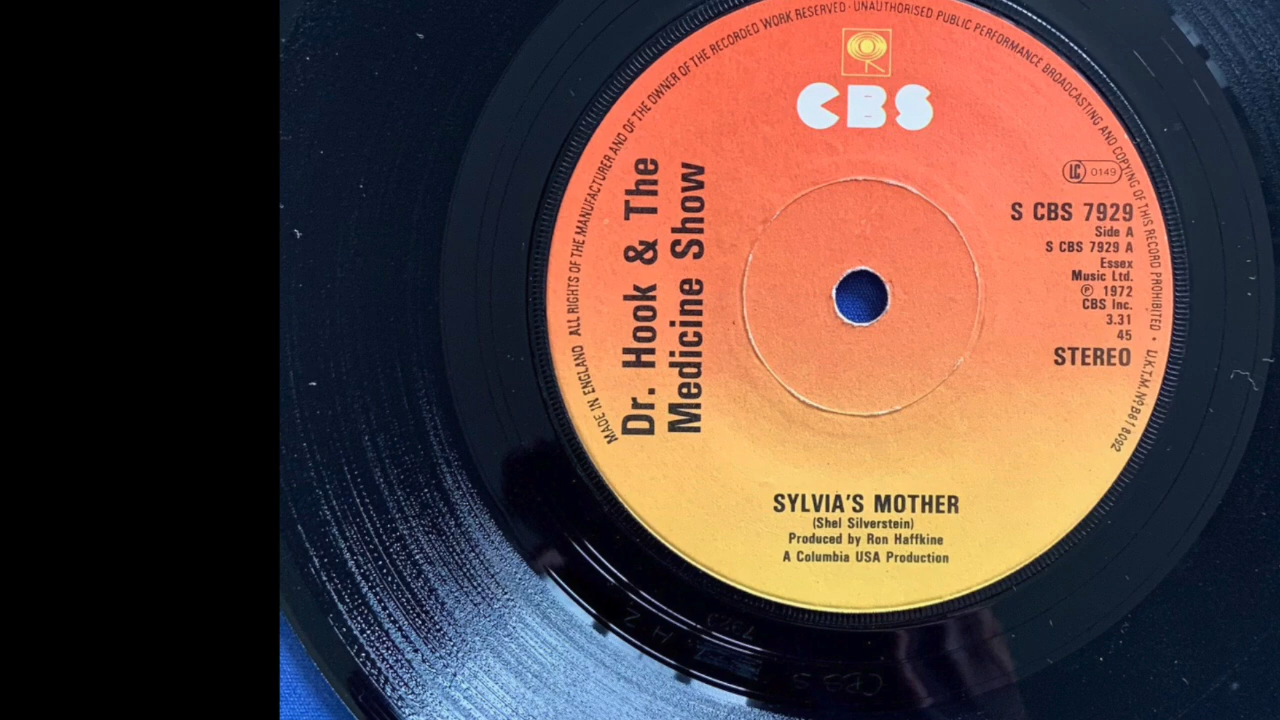 MADE IN ENGLAND ALL RIGHTS OF THE MANUFACTURER AND OF THE OWNER OF THE RECORDED WORK RESERVED · UNAUTHORISED PUBLIC PERFORMANCE BROADCASTING AND COPYING OF THIS RECORD PROHIBITED • U.K.T.M. Nº B618092
CBS
LC 0149
Dr. Hook & The
Medicine Show
S CBS 7929
Side A
S CBS 7929 A
Essex
Music Ltd.
Ⓟ 1972
CBS Inc.
3.31
45
STEREO
SYLVIA'S MOTHER
(Shel Silverstein)
Produced by Ron Haffkine
A Columbia USA Production